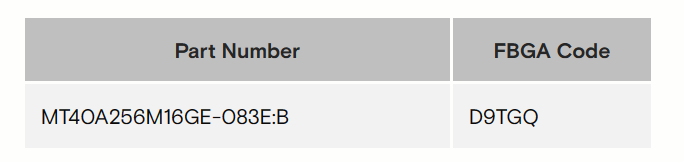 Part Number FBGA Code
MT40A256M16GE-083E:B D9TGQ